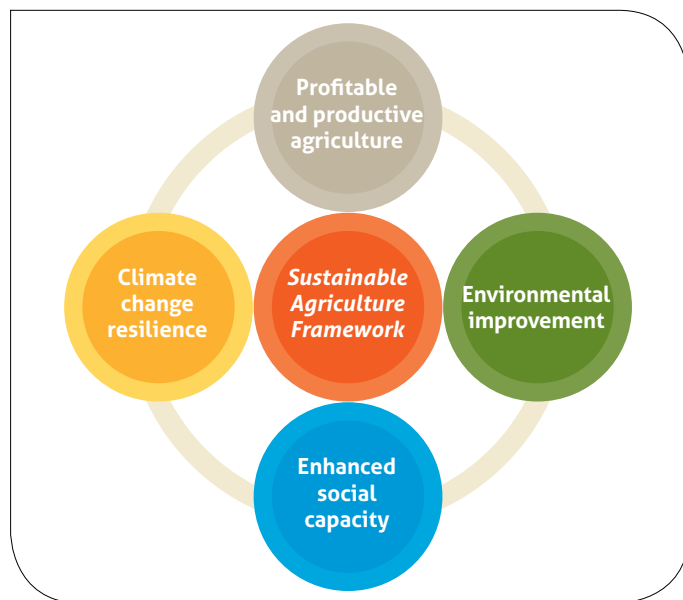 Profitable
and productive
agriculture
Climate
change
resilience
Sustainable
Agriculture
Framework
Environmental
improvement
Enhanced
social
capacity